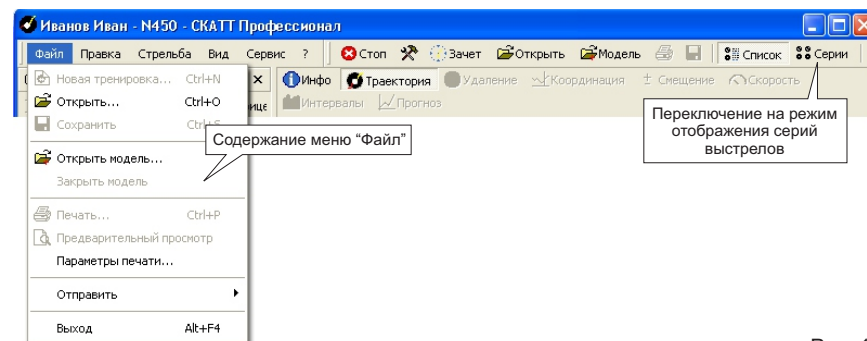 Иванов Иван - N450 - СКАТТ Профессионал
Файл Правка Стрельба Вид Сервис ? Стоп Зачет Открыть Модель Список Серии
Новая тренировка... Ctrl+N
Инфо Траектория Удаление Координация ± Смещение Скорость
Открыть... Ctrl+O
Интервалы Прогноз
Сохранить
Содержание меню “Файл”
Переключение на режим
отображения серий
выстрелов
Открыть модель...
Закрыть модель
Печать... Ctrl+P
Предварительный просмотр
Параметры печати...
Отправить
Выход Alt+F4